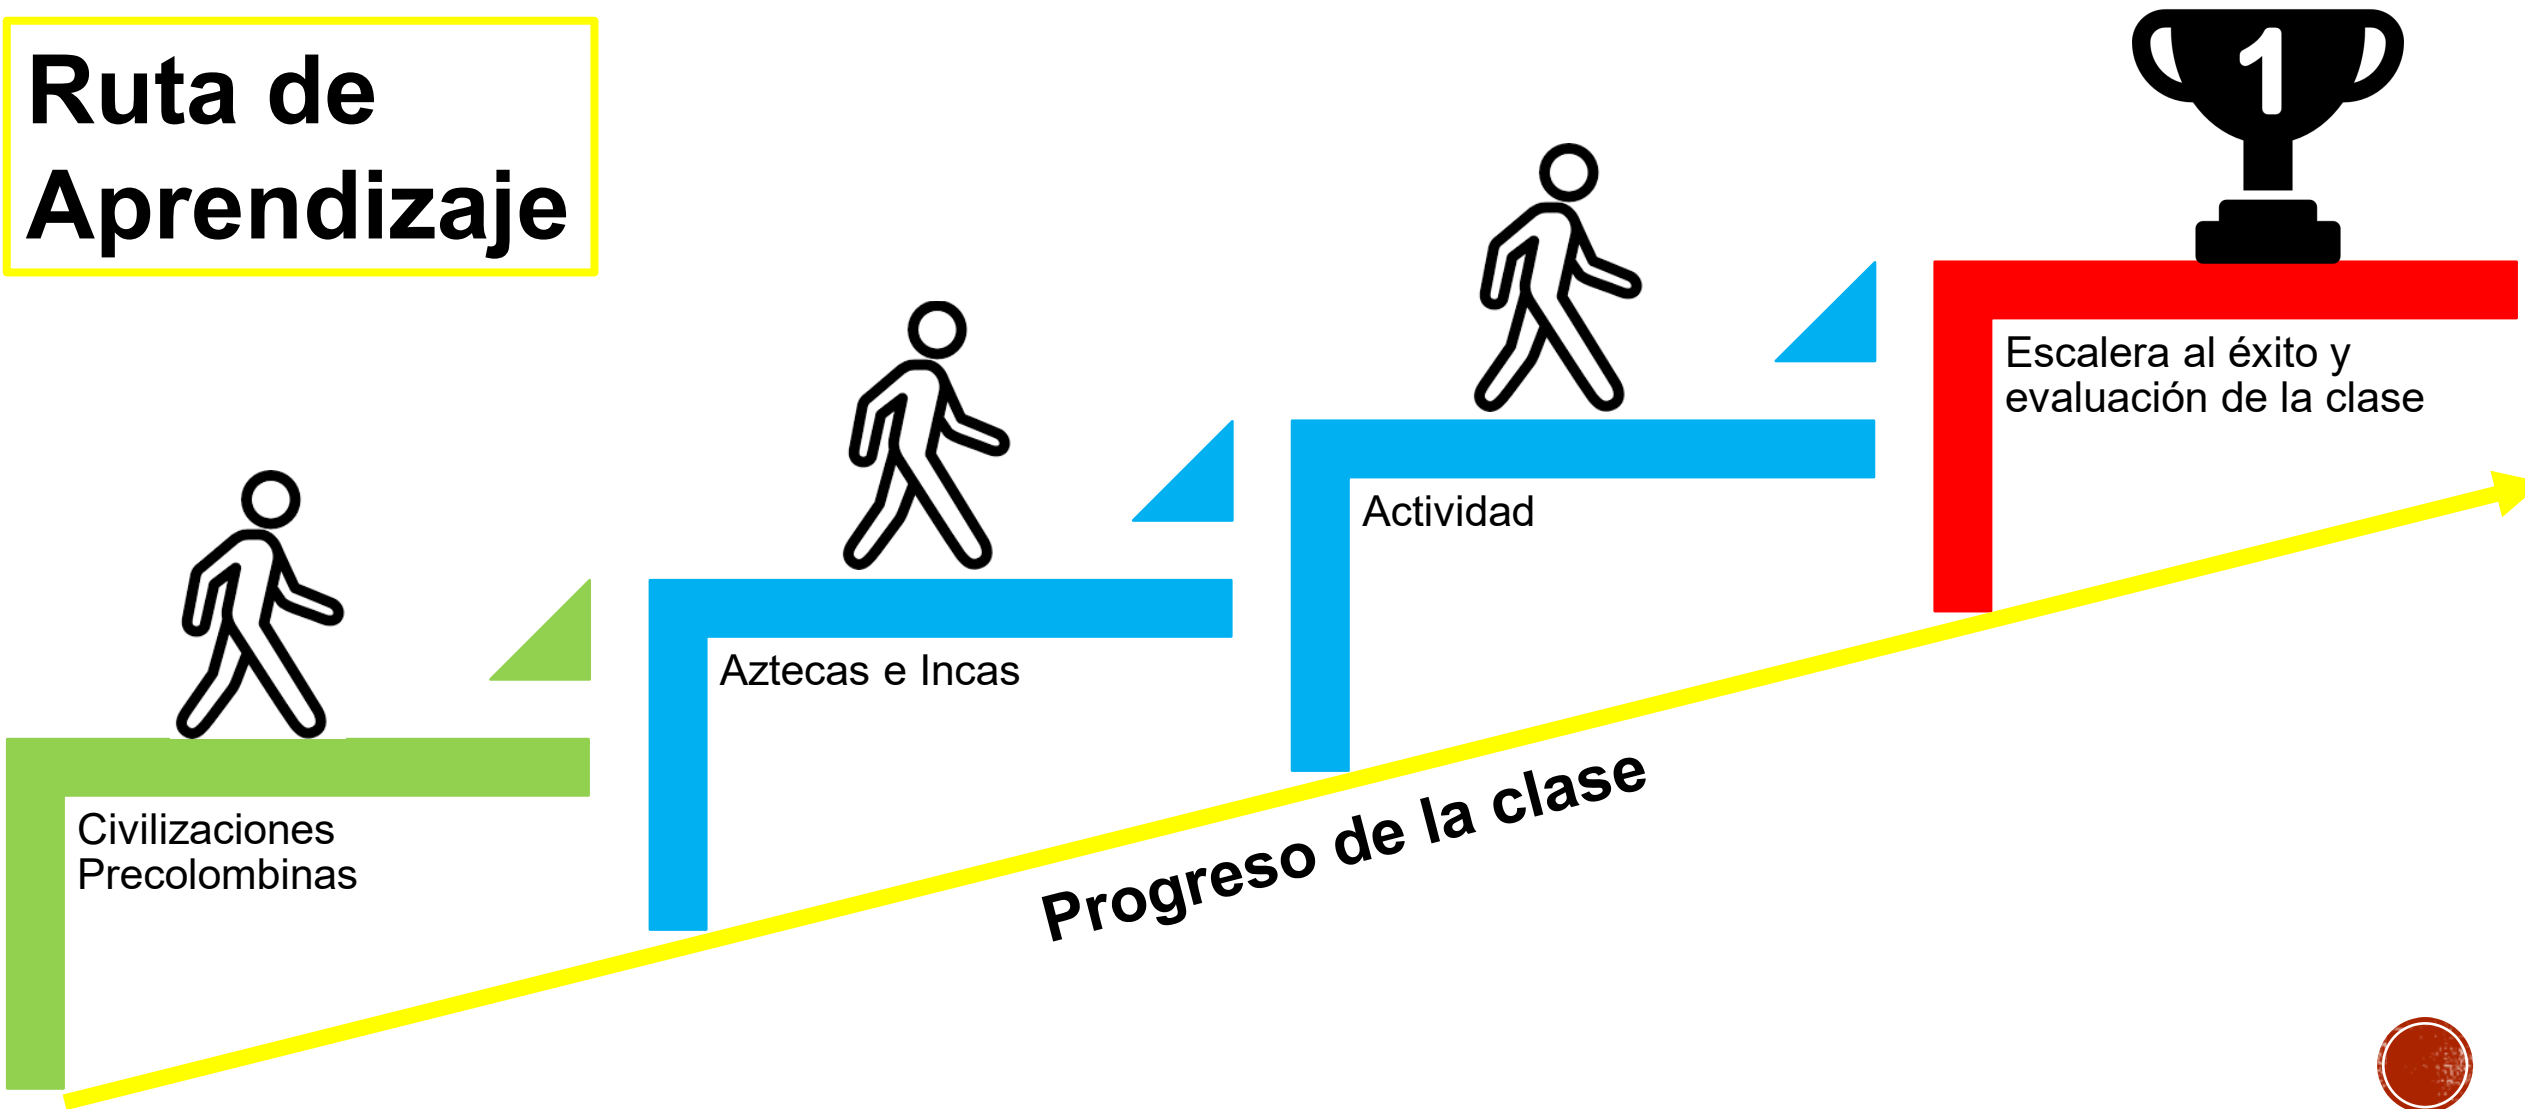 Ruta de
Aprendizaje
1
Civilizaciones
Precolombinas
Aztecas e Incas
Actividad
Escalera al éxito y
evaluación de la clase
Progreso de la clase